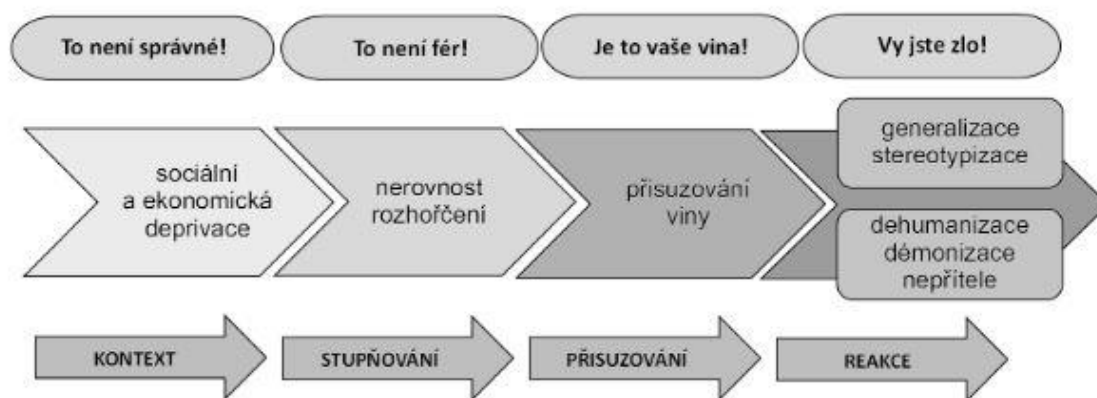 To není správné!
To není fér!
Je to vaše vina!
Vy jste zlo!
sociální
a ekonomická
deprivace
nerovnost
rozhořčení
přisuzování
viny
generalizace
stereotypizace
dehumanizace
démonizace
nepřítele
KONTEXT
STUPŇOVÁNÍ
PŘISUZOVÁNÍ
REAKCE